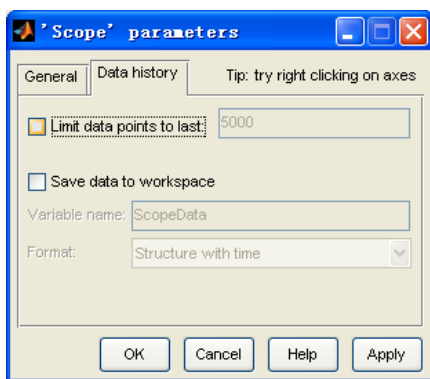 'Scope' parameters
General Data history Tip: try right clicking on axes
Limit data points to last: 5000
Save data to workspace
Variable name: ScopeData
Format: Structure with time
OK Cancel Help Apply